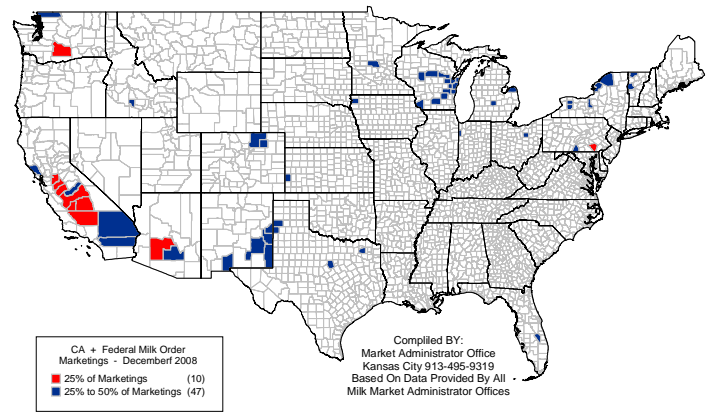 CA + Federal Milk Order
Marketings - Decemberf 2008
25% of Marketings (10)
25% to 50% of Marketings (47)
Compliled BY:
Market Administrator Office
Kansas City 913-495-9319
Based On Data Provided By All
Milk Market Administrator Offices